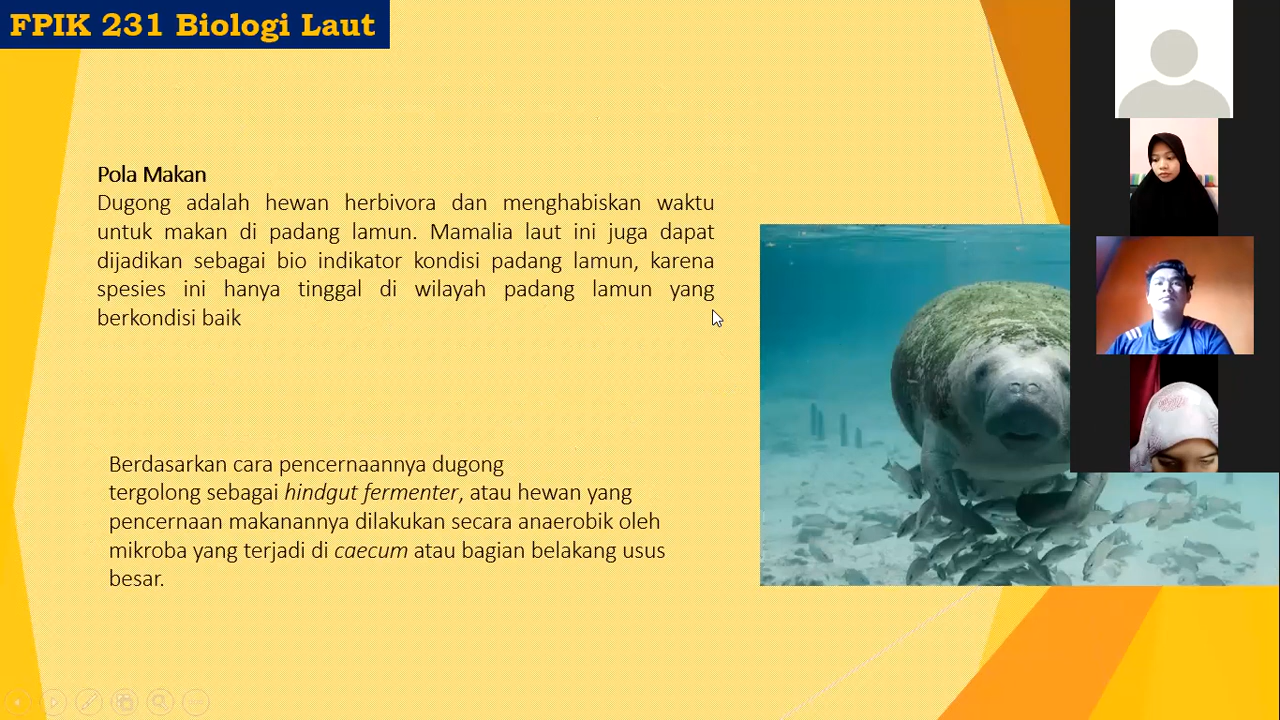 FPIK 231 Biologi Laut
Pola Makan
Dugong adalah hewan herbivora dan menghabiskan waktu
untuk makan di padang lamun. Mamalia laut ini juga dapat
dijadikan sebagai bio indikator kondisi padang lamun, karena
spesies ini hanya tinggal di wilayah padang lamun yang
berkondisi baik
Berdasarkan cara pencernaannya dugong
tergolong sebagai hindgut fermenter, atau hewan yang
pencernaan makanannya dilakukan secara anaerobik oleh
mikroba yang terjadi di caecum atau bagian belakang usus
besar.